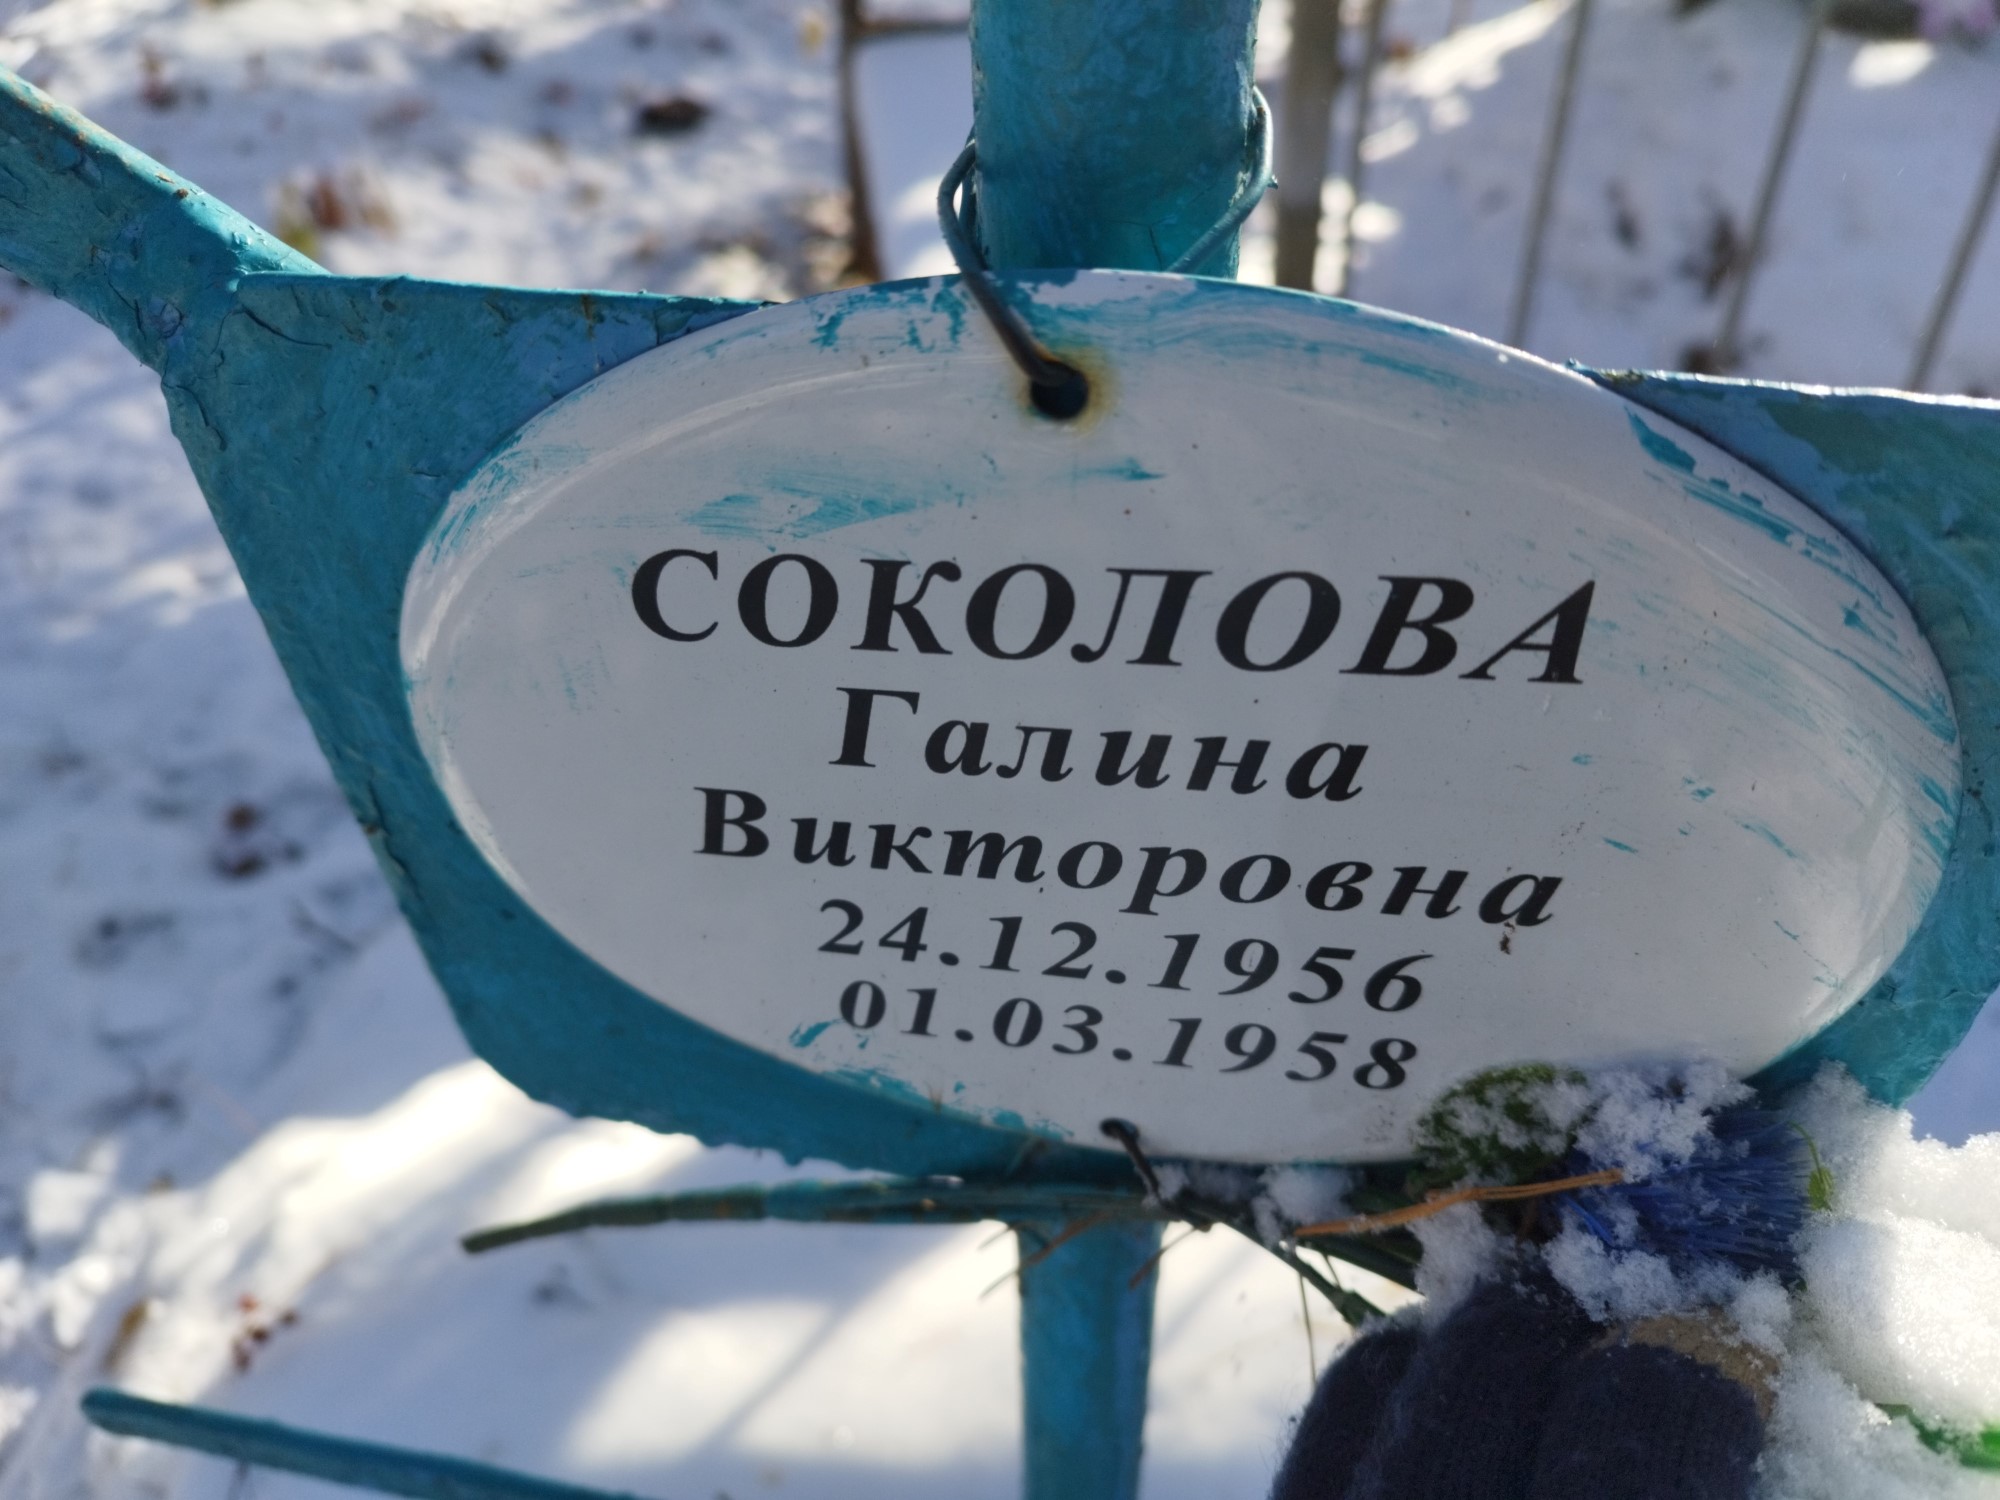 СОКОЛОВА
Галина
Викторовна
24.12.1956
01.03.1958